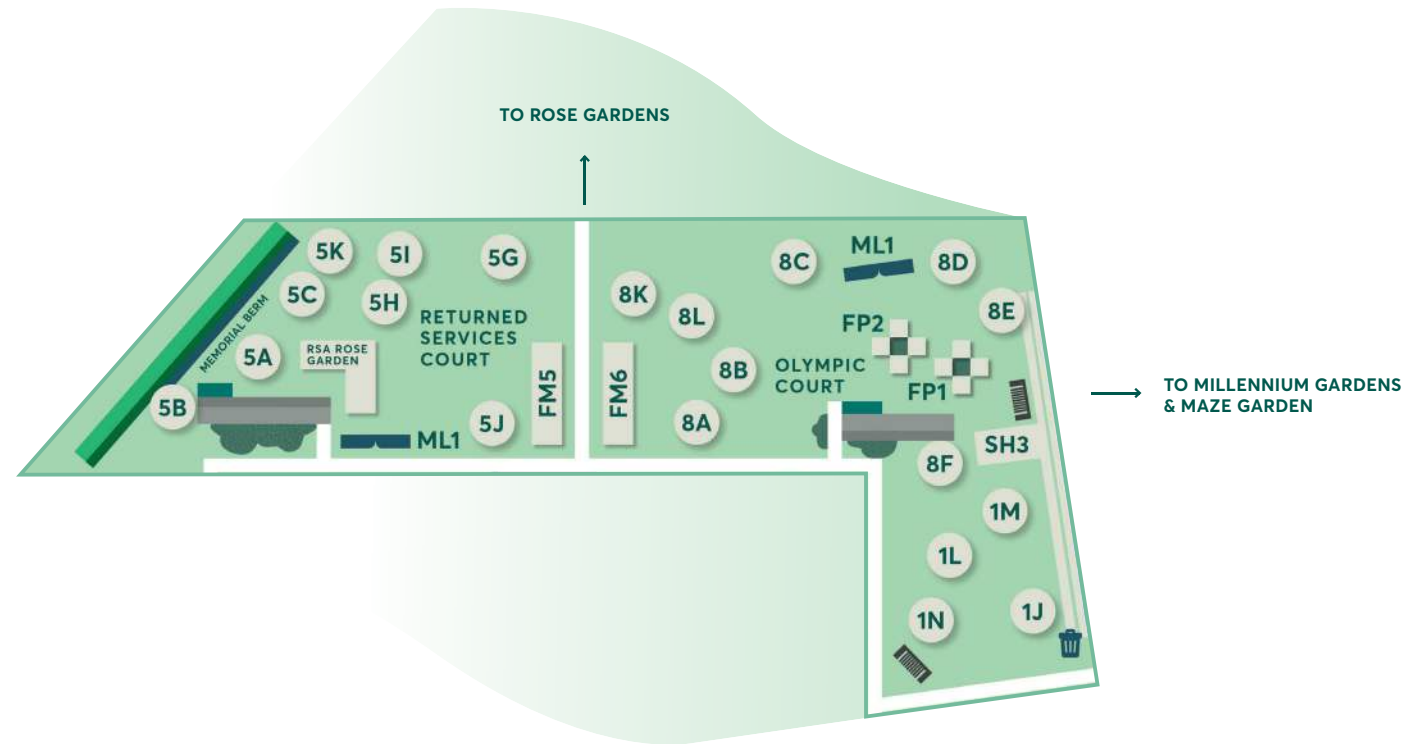 TO ROSE GARDENS
5K
5I
5G
5C
5H
MEMORIAL BERM
5A
RSA ROSE
GARDEN
RETURNED
SERVICES
COURT
5B
ML1
5J
FM5
FM6
8K
8L
8B
8A
8C
ML1
8D
8E
FP2
OLYMPIC
COURT
FP1
TO MILLENNIUM GARDENS
& MAZE GARDEN
8F
SH3
1M
1L
1N
1J